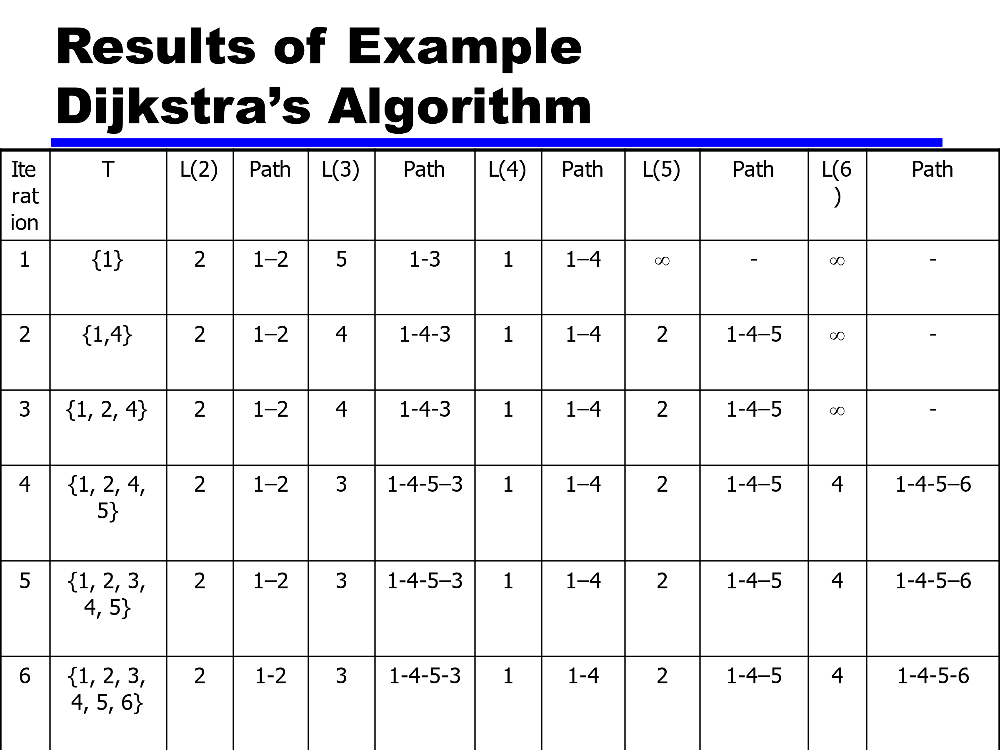 Results of Example
Dijkstra’s Algorithm
Ite rat ion T L(2) Path L(3) Path L(4) Path L(5) Path L(6 ) Path
1 {1} 2 1–2 5 1-3 1 1–4 ∞ - ∞ -
2 {1,4} 2 1–2 4 1-4-3 1 1–4 2 1-4–5 ∞ -
3 {1, 2, 4} 2 1–2 4 1-4-3 1 1–4 2 1-4–5 ∞ -
4 {1, 2, 4, 5} 2 1–2 3 1-4-5–3 1 1–4 2 1-4–5 4 1-4-5–6
5 {1, 2, 3, 4, 5} 2 1–2 3 1-4-5–3 1 1–4 2 1-4–5 4 1-4-5–6
6 {1, 2, 3, 4, 5, 6} 2 1-2 3 1-4-5-3 1 1-4 2 1-4–5 4 1-4-5-6